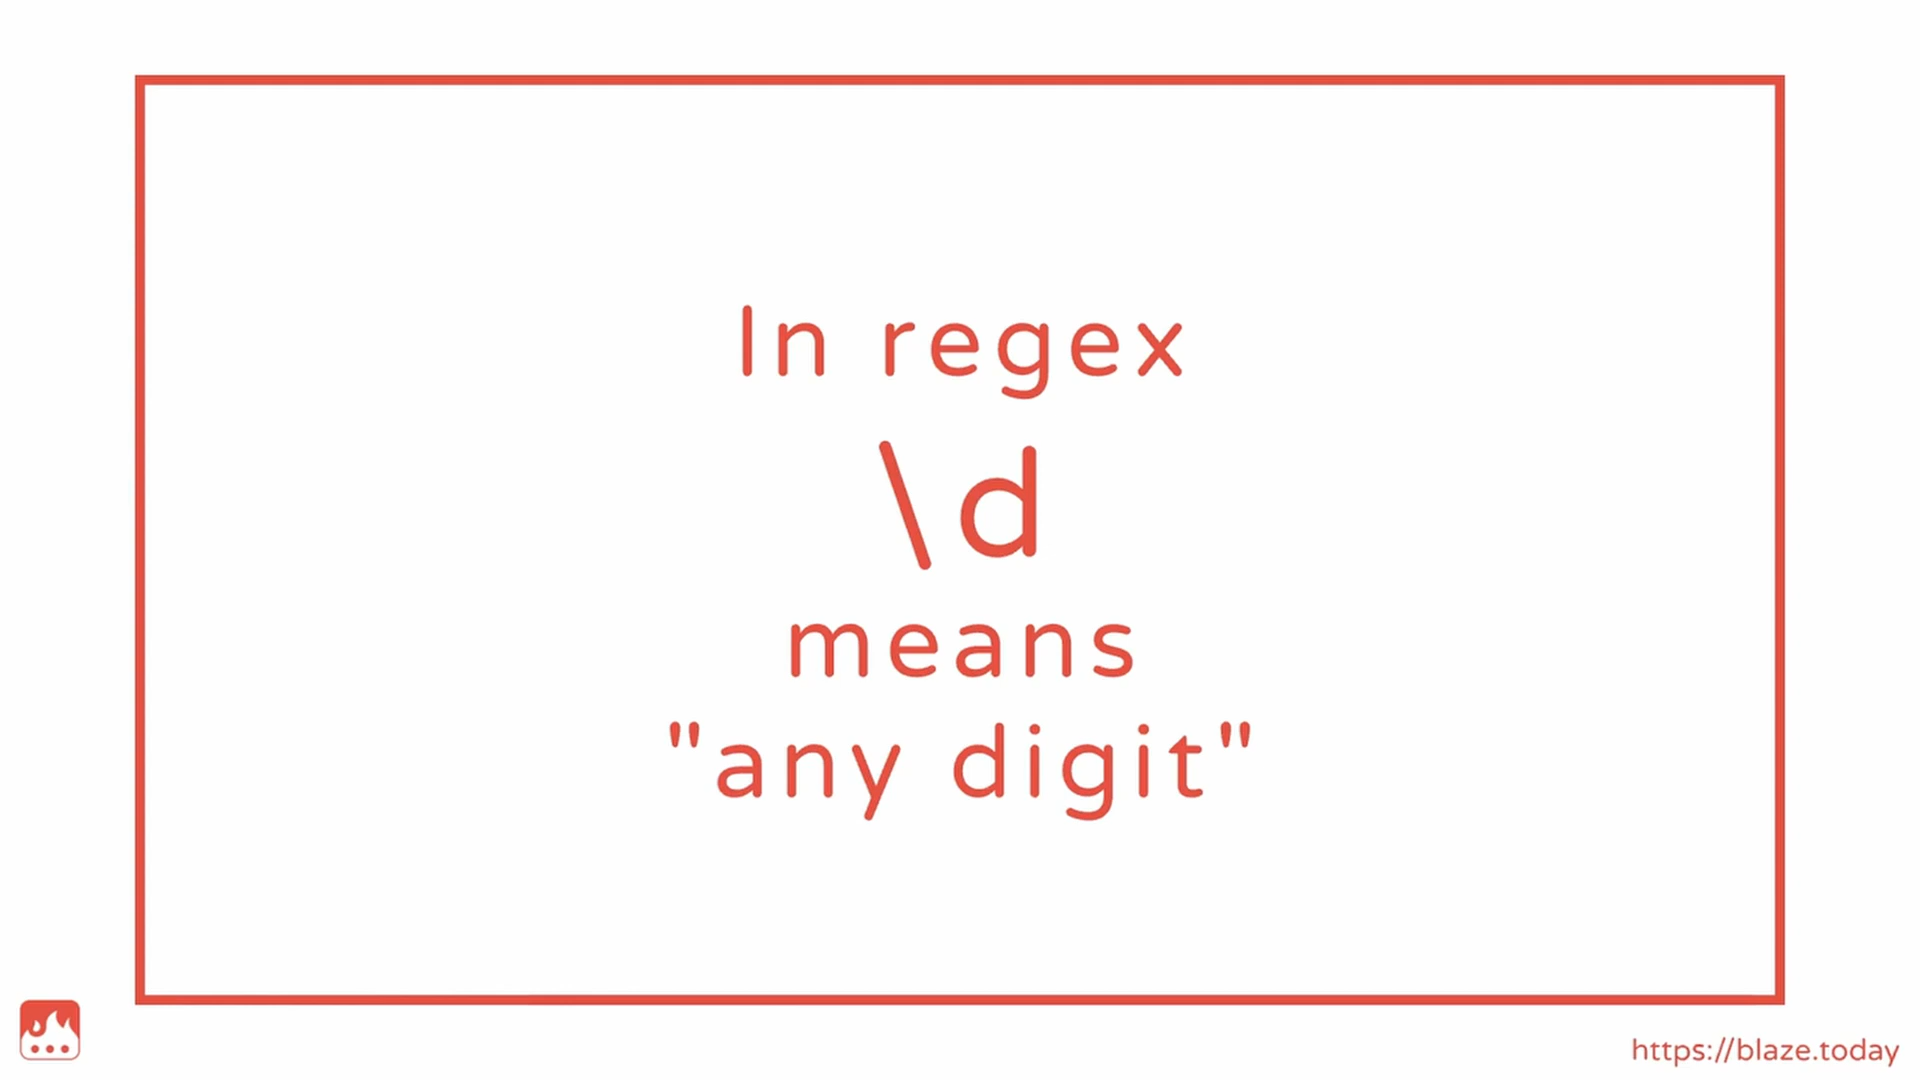 In regex
\d
means
"any digit"
https://blaze.today